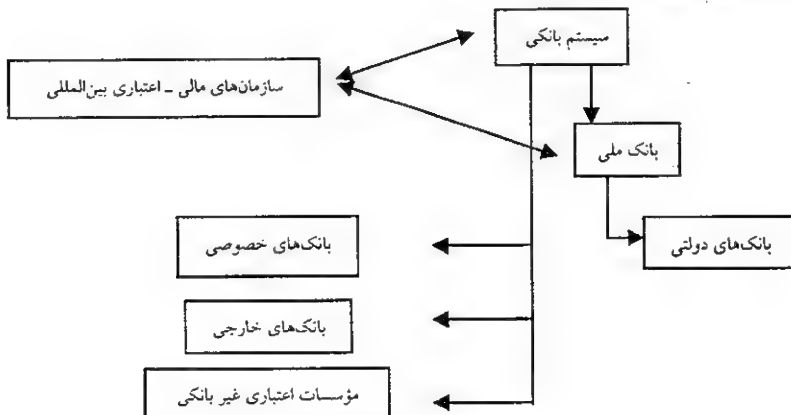 سیستم بانکی
سازمان‌های مالی ـ اعتباری بین‌المللی
بانک ملی
بانک‌های دولتی
بانک‌های خصوصی
بانک‌های خارجی
مؤسسات اعتباری غیر بانکی